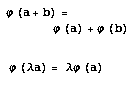 φ (a + b) =
φ (a) + φ (b)
φ (λa) = λφ (a)